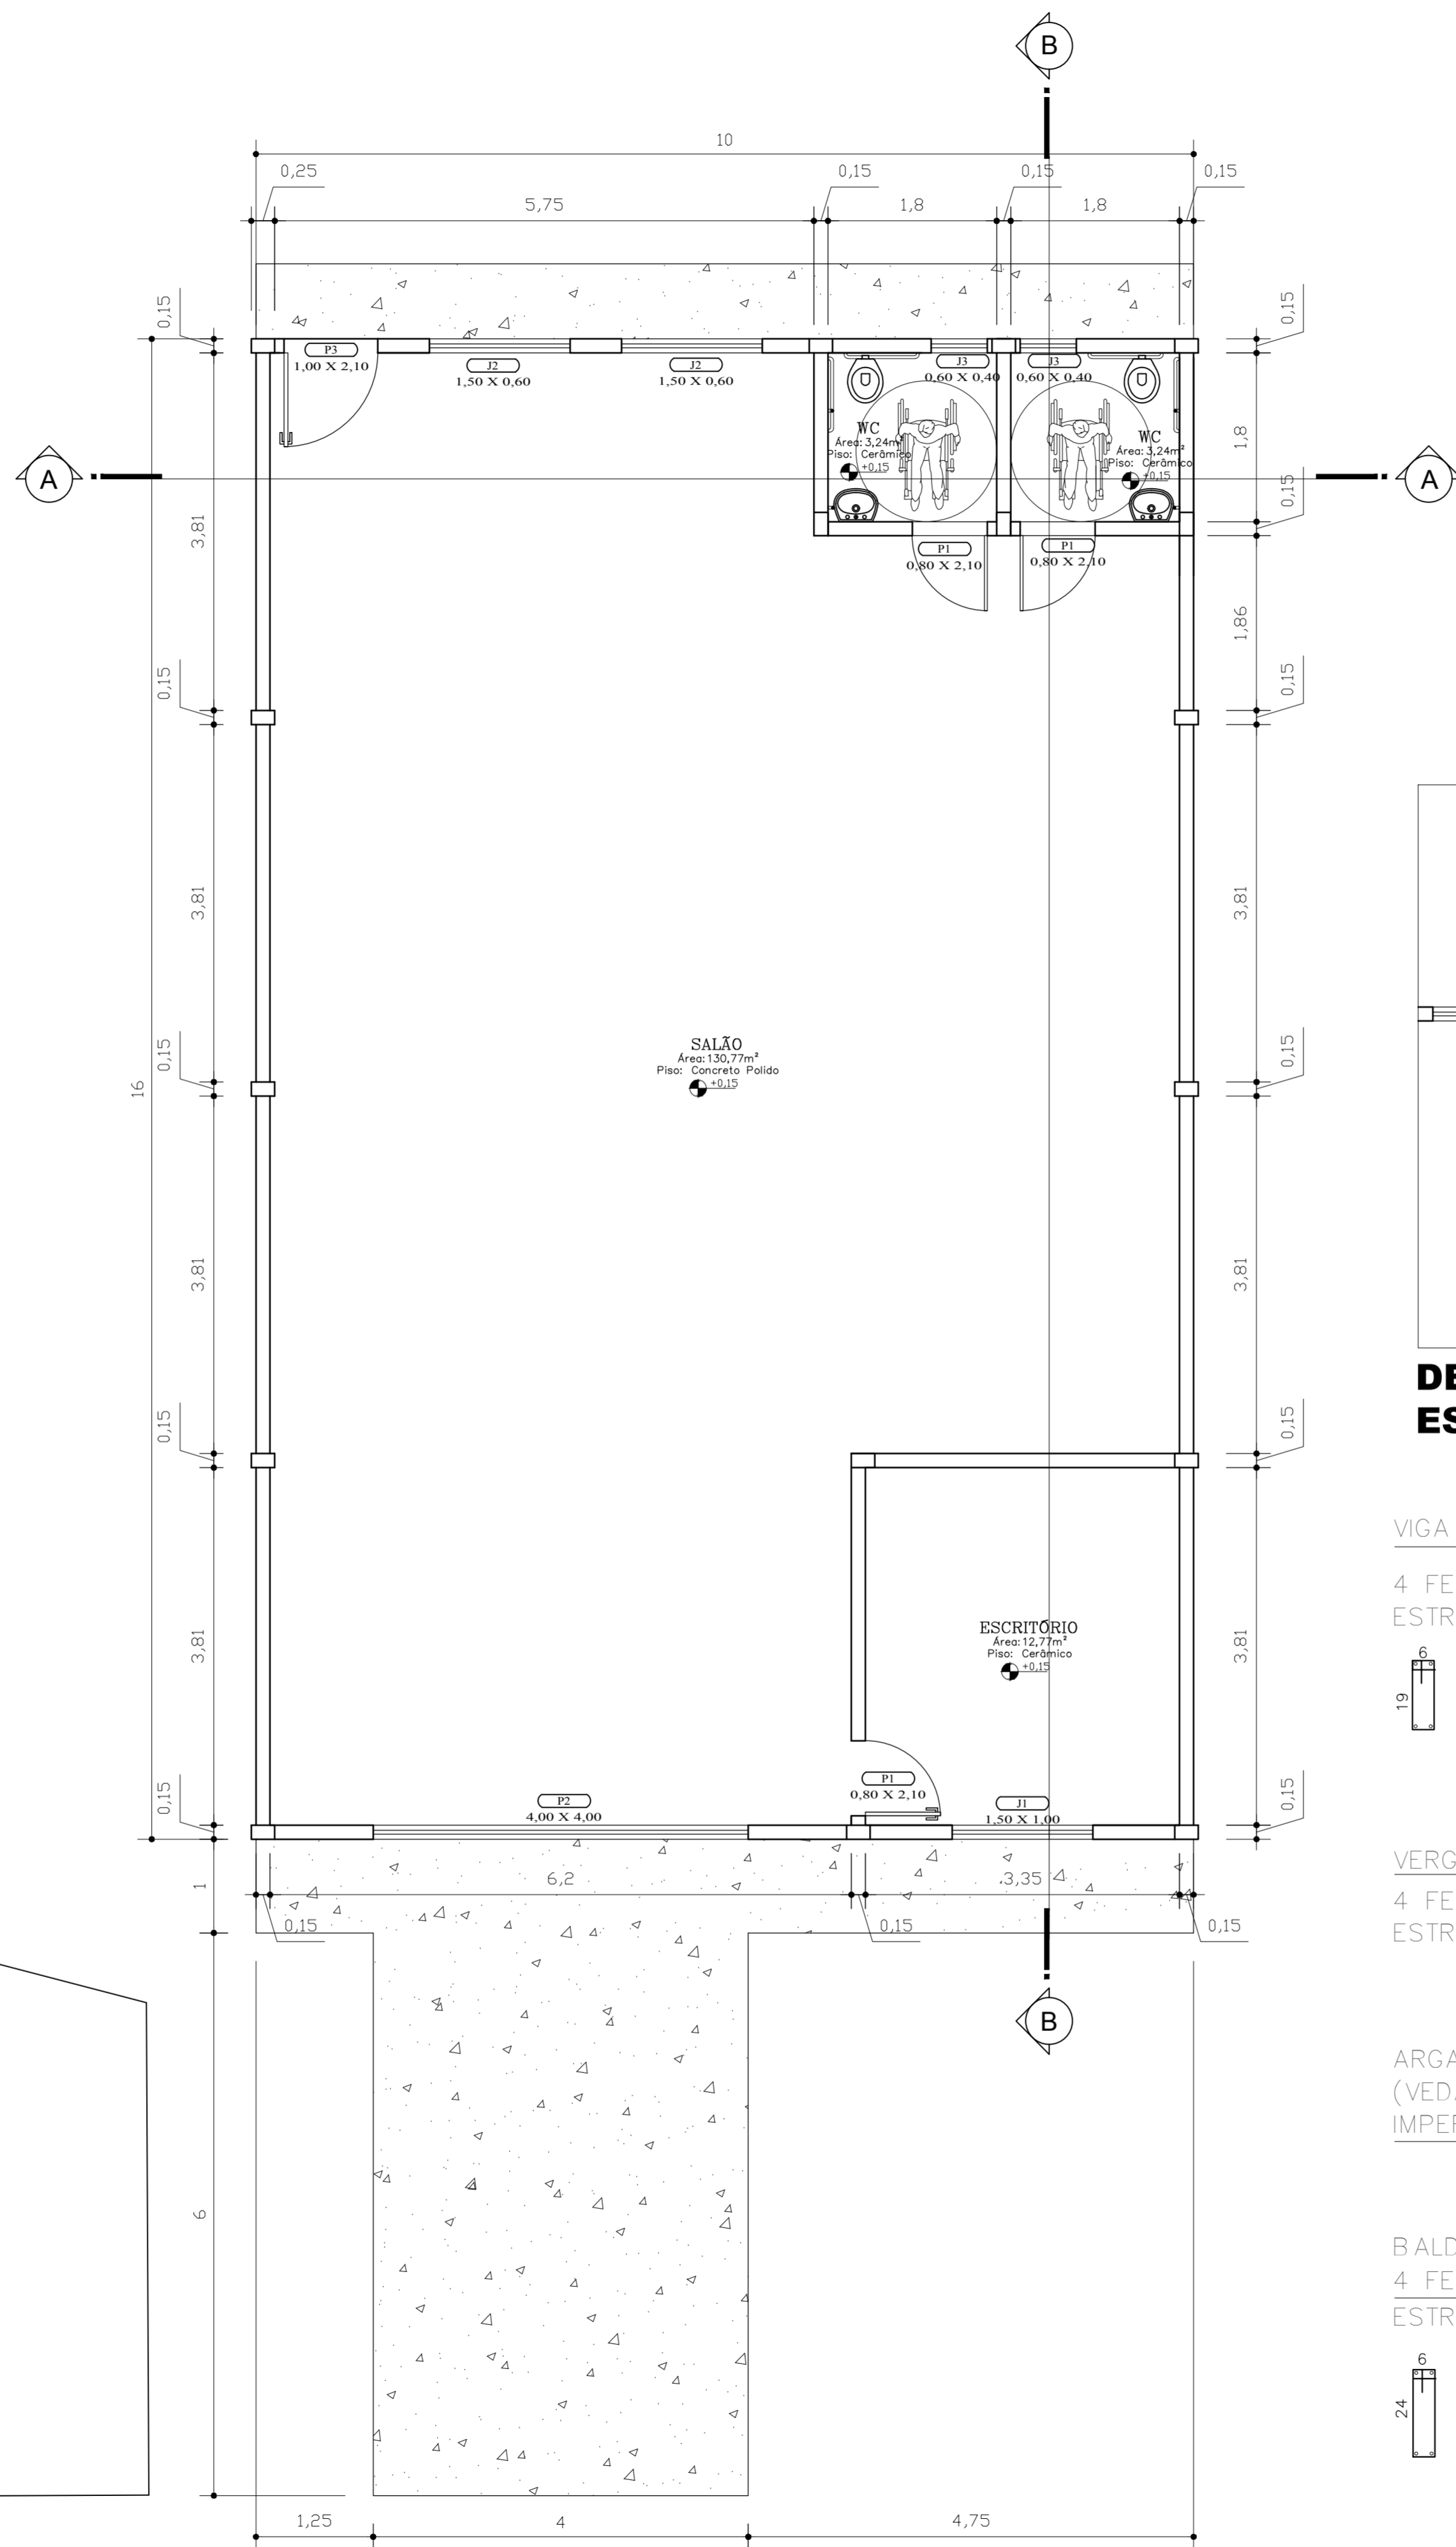 B
10
0,25
0,15
0,15
0,15
5,75
1,8
1,8
0,15
0,15
P3
1,00 X 2,10
J2
1,50 X 0,60
J2
1,50 X 0,60
J3
0,60 X 0,40
J3
0,60 X 0,40
WC
Área: 3,24m²
Piso: Cerâmico
+0,15
WC
Área: 3,24m²
Piso: Cerâmico
+0,15
1,8
A
A
0,15
3,81
P1
0,80 X 2,10
P1
0,80 X 2,10
1,86
0,15
0,15
3,81
3,81
SALÃO
Área: 130,77m²
Piso: Concreto Polido
+0,15
0,15
0,15
16
3,81
3,81
DE
ES
0,15
0,15
VIGA
4 FE
ESTR
6
19
3,81
3,81
ESCRITÓRIO
Área: 12,77m²
Piso: Cerâmico
+0,15
0,15
0,15
P2
4,00 X 4,00
P1
0,80 X 2,10
J1
1,50 X 1,00
VERG
4 FE
ESTR
1
6,2
3,35
0,15
0,15
0,15
B
ARGA
(VEDA
IMPER
6
BALD
4 FE
ESTR
6
24
1,25
4
4,75